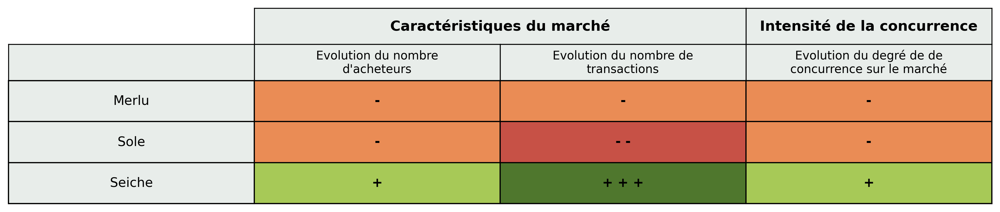 Caractéristiques du marché
Intensité de la concurrence
Evolution du nombre
d'acheteurs
Evolution du nombre de
transactions
Evolution du degré de de
concurrence sur le marché
Merlu
-
-
-
Sole
-
- -
-
Seiche
+
+ + +
+